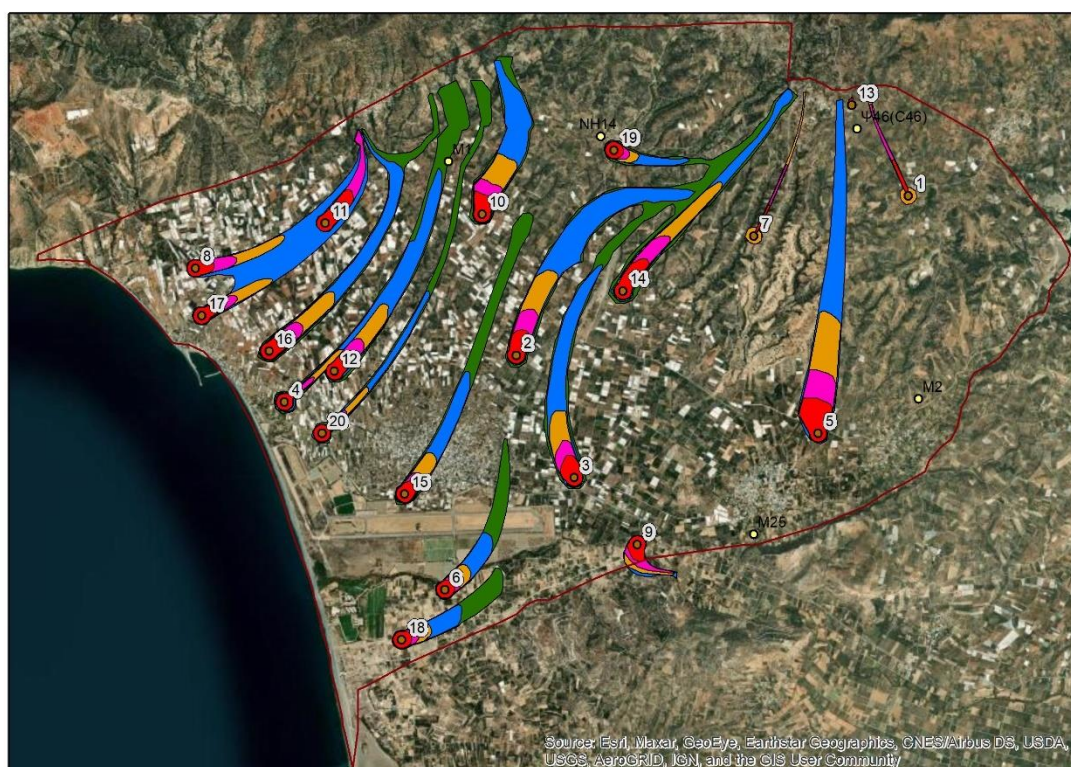 13
Ψ46(C46)
NH14
19
M1
1
10
11
7
8
14
17
16
2
12
4
M2
20
5
3
15
M25
9
6
18
Source: Esri, Maxar, GeoEye, Earthstar Geographics, CNES/Airbus DS, USDA,
USGS, AeroGRID, IGN, and the GIS User Community